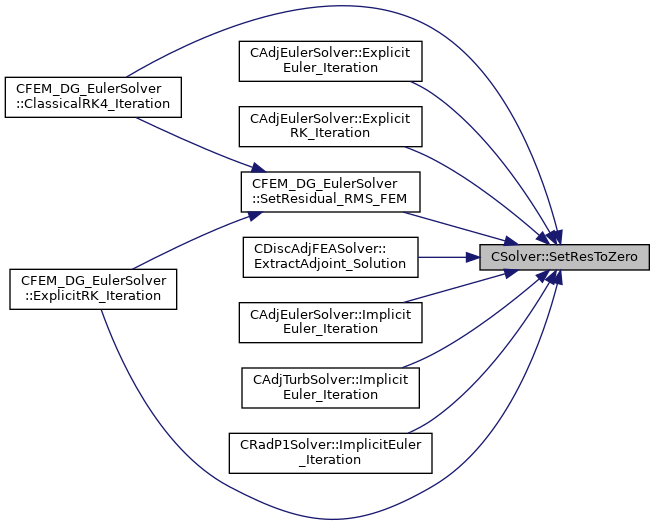 CAdjEulerSolver::Explicit
Euler_Iteration
CFEM_DG_EulerSolver
::ClassicalRK4_Iteration
CAdjEulerSolver::Explicit
RK_Iteration
CFEM_DG_EulerSolver
::SetResidual_RMS_FEM
CDiscAdjFEASolver::
ExtractAdjoint_Solution
CSolver::SetResToZero
CFEM_DG_EulerSolver
::ExplicitRK_Iteration
CAdjEulerSolver::Implicit
Euler_Iteration
CAdjTurbSolver::Implicit
Euler_Iteration
CRadP1Solver::ImplicitEuler
_Iteration